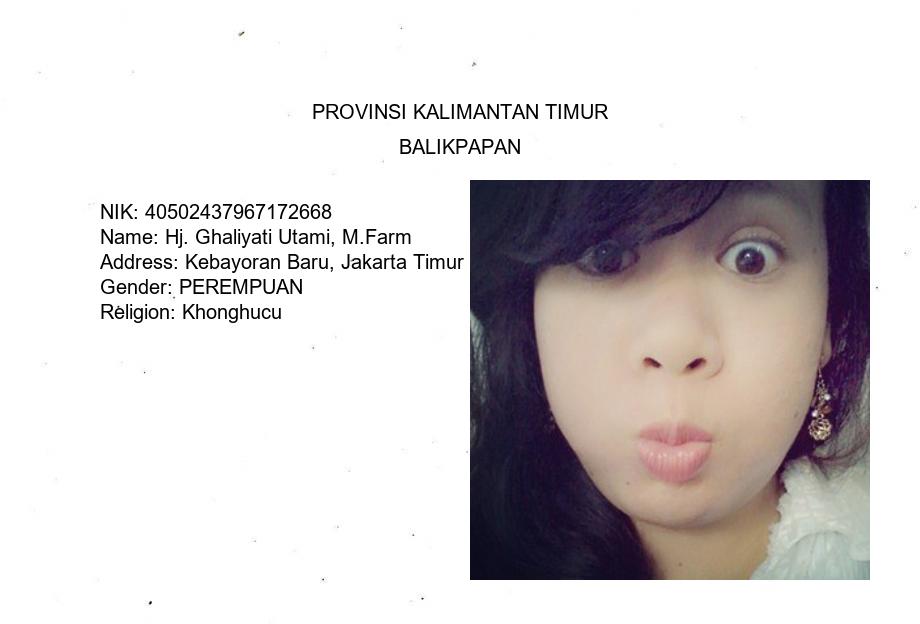 PROVINSI KALIMANTAN TIMUR
BALIKPAPAN
NIK: 40502437967172668
Name: Hj. Ghaliyati Utami, M.Farm
Address: Kebayoran Baru, Jakarta Timur
Gender: PEREMPUAN
Religion: Khonghucu